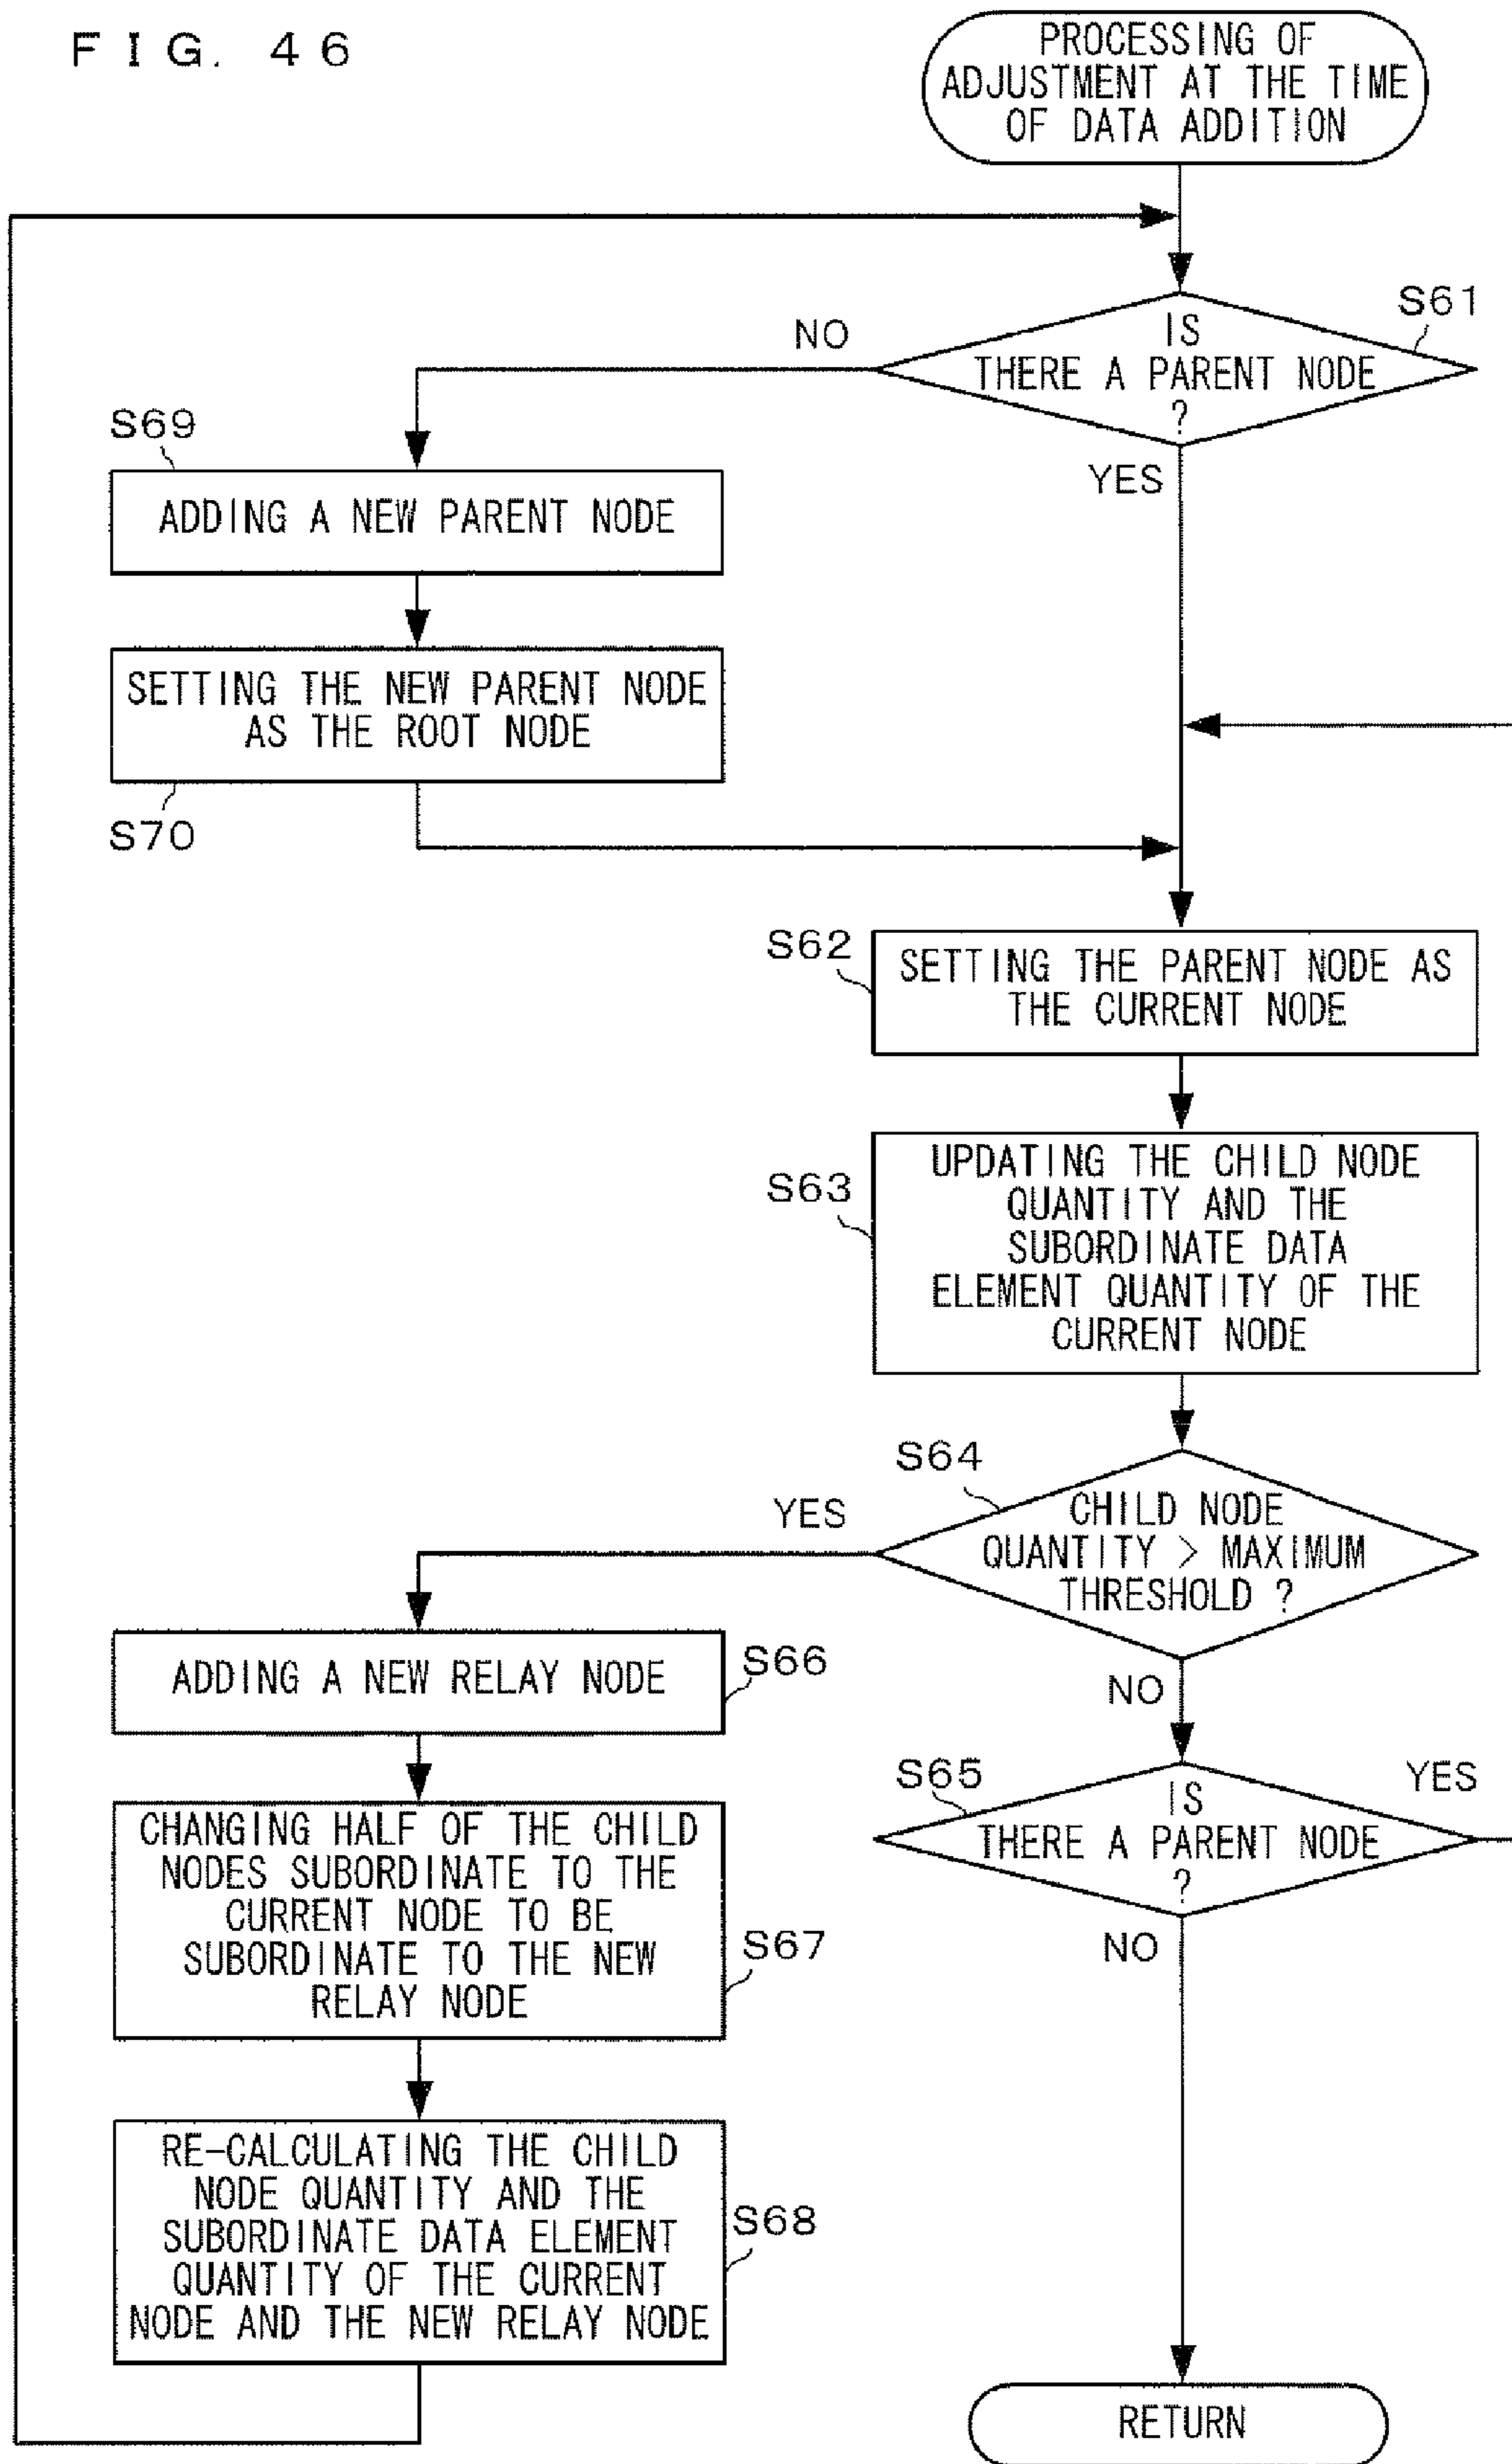 FIG. 46
PROCESSING OF
ADJUSTMENT AT THE TIME
OF DATA ADDITION
S61
IS
THERE A PARENT NODE
?
NO
YES
S69
ADDING A NEW PARENT NODE
SETTING THE NEW PARENT NODE
AS THE ROOT NODE
S70
S62
SETTING THE PARENT NODE AS
THE CURRENT NODE
S63
UPDATING THE CHILD NODE
QUANTITY AND THE
SUBORDINATE DATA
ELEMENT QUANTITY OF THE
CURRENT NODE
S64
CHILD NODE
QUANTITY > MAXIMUM
THRESHOLD ?
YES
NO
ADDING A NEW RELAY NODE
S66
S65
IS
THERE A PARENT NODE
?
YES
NO
CHANGING HALF OF THE CHILD
NODES SUBORDINATE TO THE
CURRENT NODE TO BE
SUBORDINATE TO THE NEW
RELAY NODE
S67
RE-CALCULATING THE CHILD
NODE QUANTITY AND THE
SUBORDINATE DATA ELEMENT
QUANTITY OF THE CURRENT
NODE AND THE NEW RELAY NODE
S68
RETURN